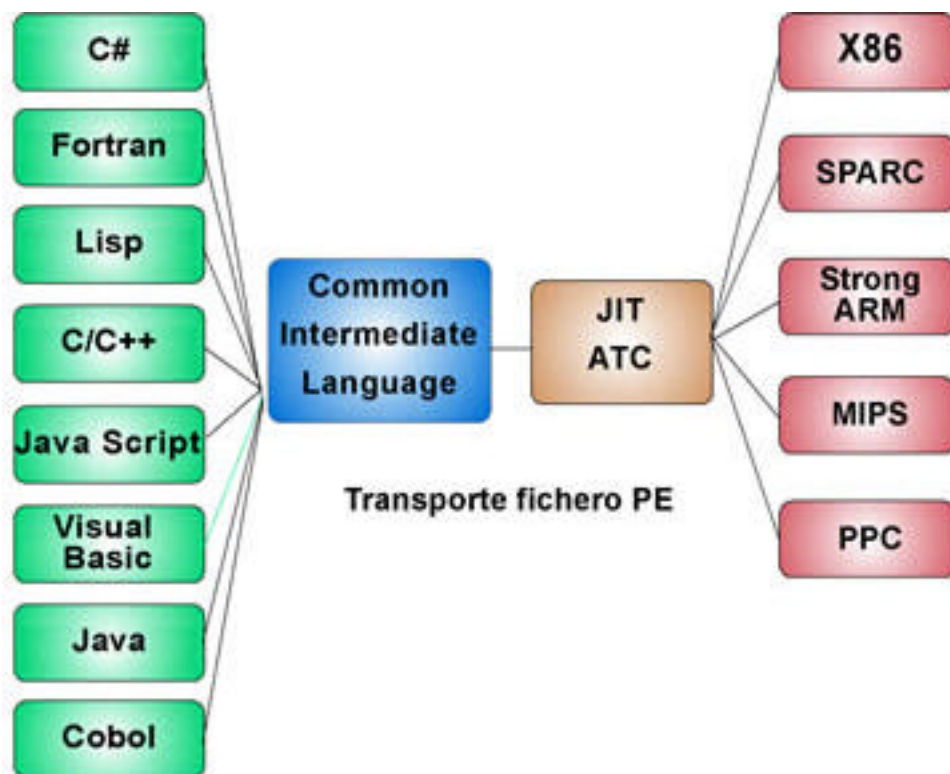 C#
Fortran
Lisp
C/C++
Java Script
Visual
Basic
Java
Cobol
Common
Intermediate
Language
JIT
ATC
Transporte fichero PE
X86
SPARC
Strong
ARM
MIPS
PPC